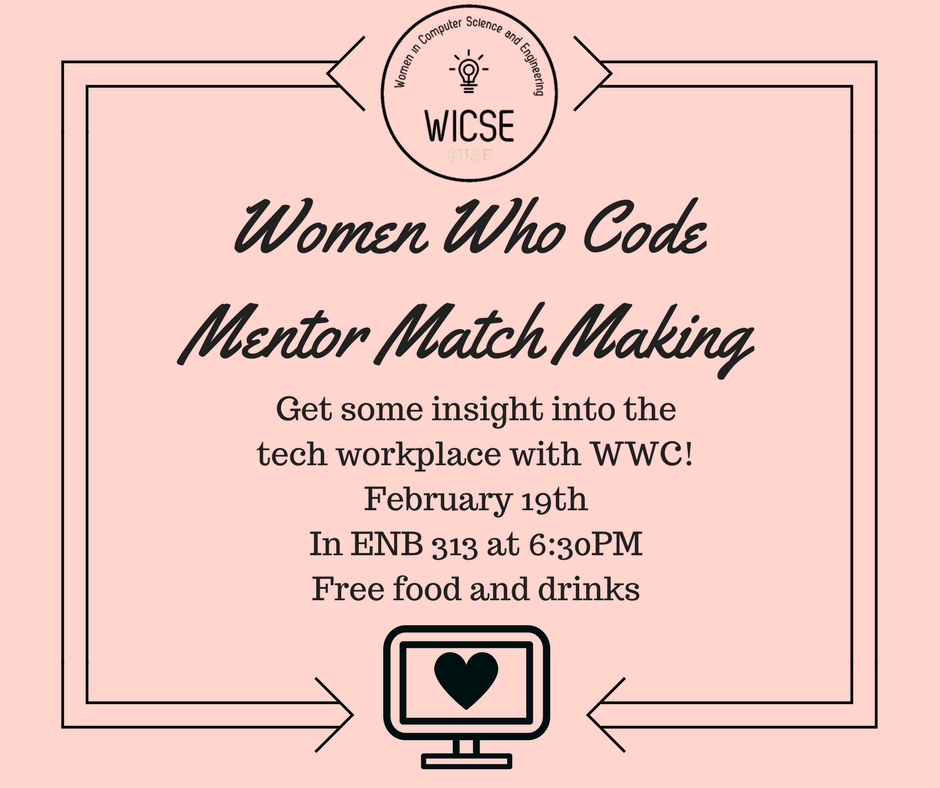 Women in Computer Science and Engineering
WICSE
@USF
Women Who Code
Mentor Match Making
Get some insight into the
tech workplace with WWC!
February 19th
In ENB 313 at 6:30PM
Free food and drinks